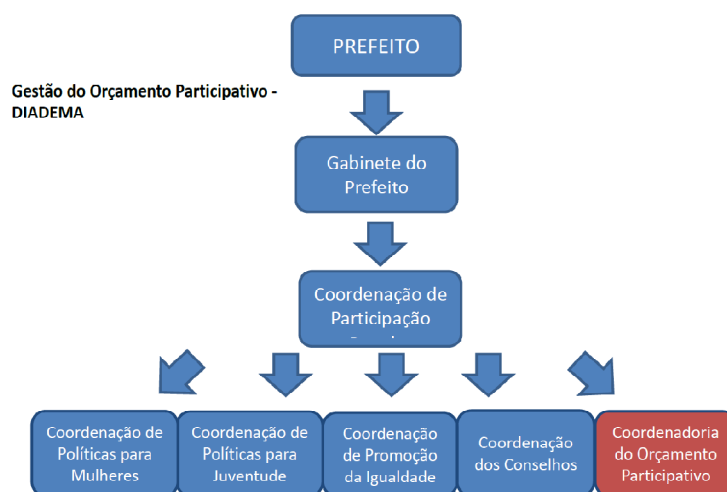 PREFEITO
Gestão do Orçamento Participativo -
DIADEMA
Gabinete do
Prefeito
Coordenação de
Participação
Coordenação de
Políticas para
Mulheres
Coordenação de
Políticas para
Juventude
Coordenação
de Promoção
da Igualdade
Coordenação
dos Conselhos
Coordenadoria
do Orçamento
Participativo